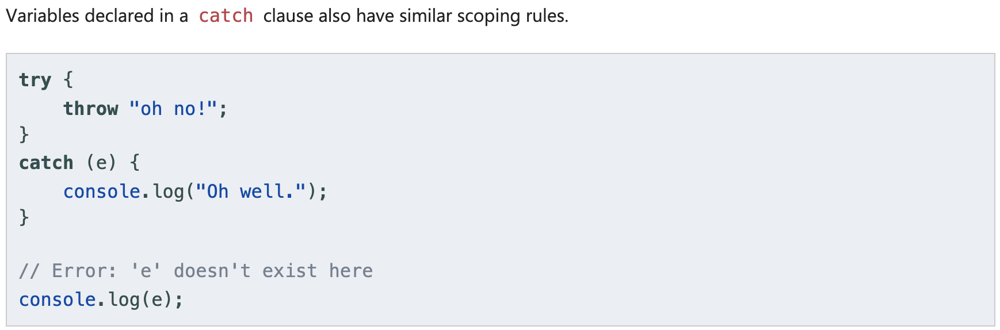 Variables declared in a catch clause also have similar scoping rules.
try {
    throw "oh no!";
}
catch (e) {
    console.log("Oh well.");
}
// Error: 'e' doesn't exist here
console.log(e);